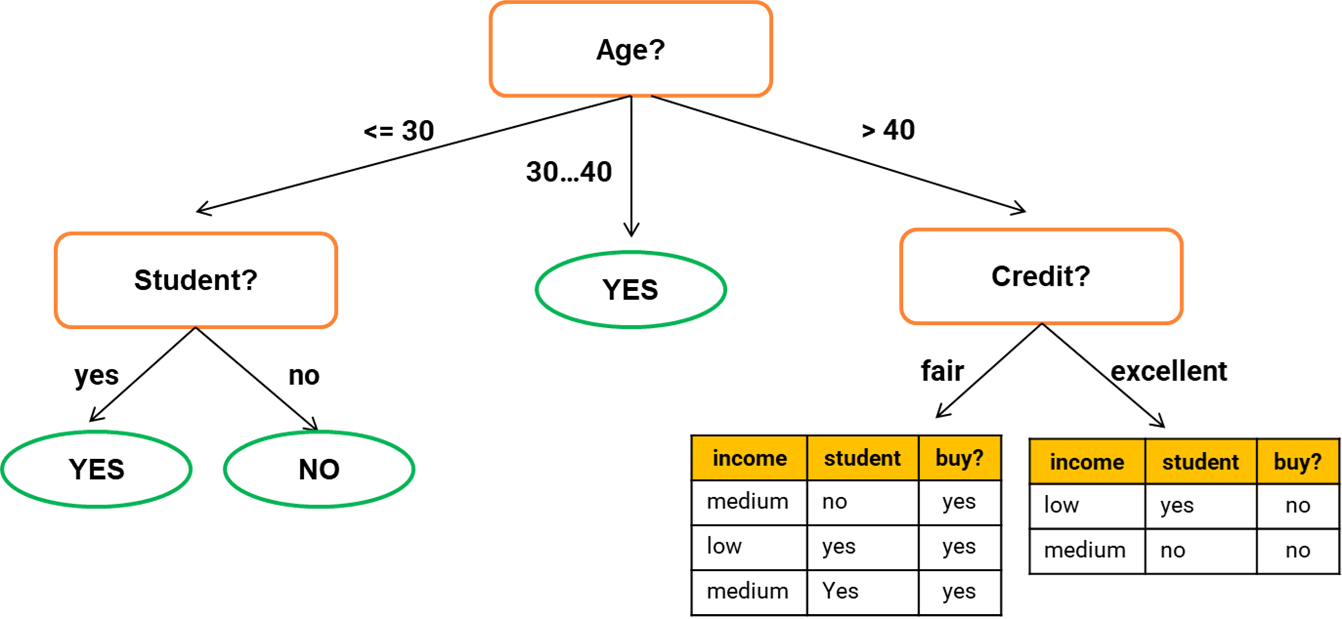 Age?
<= 30
> 40
30...40
Student?
YES
Credit?
yes
no
fair
excellent
YES
NO
income student buy?
medium no yes
low yes yes
medium Yes yes
income student buy?
low yes no
medium no no